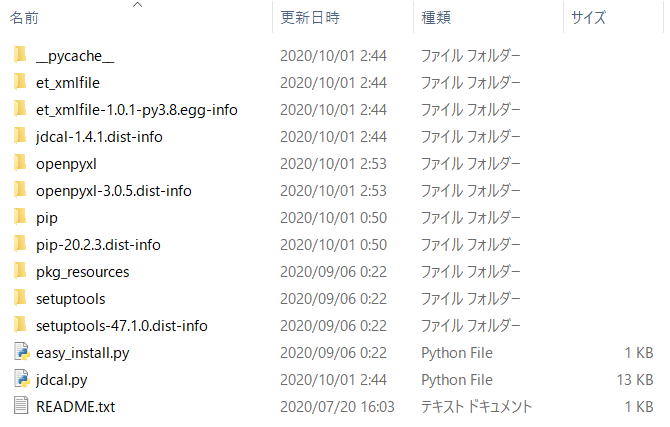 名前 更新日時 種類 サイズ
__pycache__ 2020/10/01 2:44 ファイル フォルダー
et_xmlfile 2020/10/01 2:44 ファイル フォルダー
et_xmlfile-1.0.1-py3.8.egg-info 2020/10/01 2:44 ファイル フォルダー
jdcal-1.4.1.dist-info 2020/10/01 2:44 ファイル フォルダー
openpyxl 2020/10/01 2:53 ファイル フォルダー
openpyxl-3.0.5.dist-info 2020/10/01 2:53 ファイル フォルダー
pip 2020/10/01 0:50 ファイル フォルダー
pip-20.2.3.dist-info 2020/10/01 0:50 ファイル フォルダー
pkg_resources 2020/09/06 0:22 ファイル フォルダー
setuptools 2020/09/06 0:22 ファイル フォルダー
setuptools-47.1.0.dist-info 2020/09/06 0:22 ファイル フォルダー
easy_install.py 2020/09/06 0:22 Python File 1 KB
jdcal.py 2020/10/01 2:44 Python File 13 KB
README.txt 2020/07/20 16:03 テキスト ドキュメント 1 KB